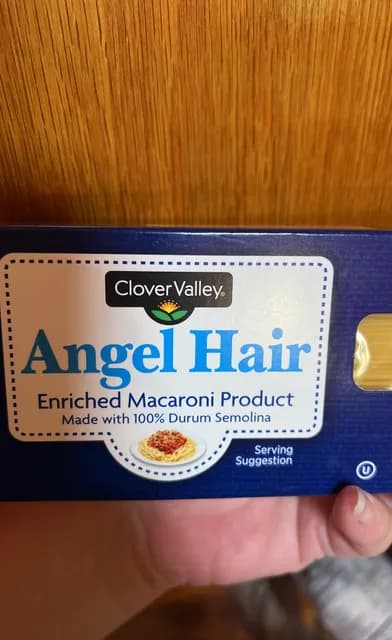 Clover Valley®
Angel Hair
Enriched Macaroni Product
Made with 100% Durum Semolina
Serving
Suggestion
U